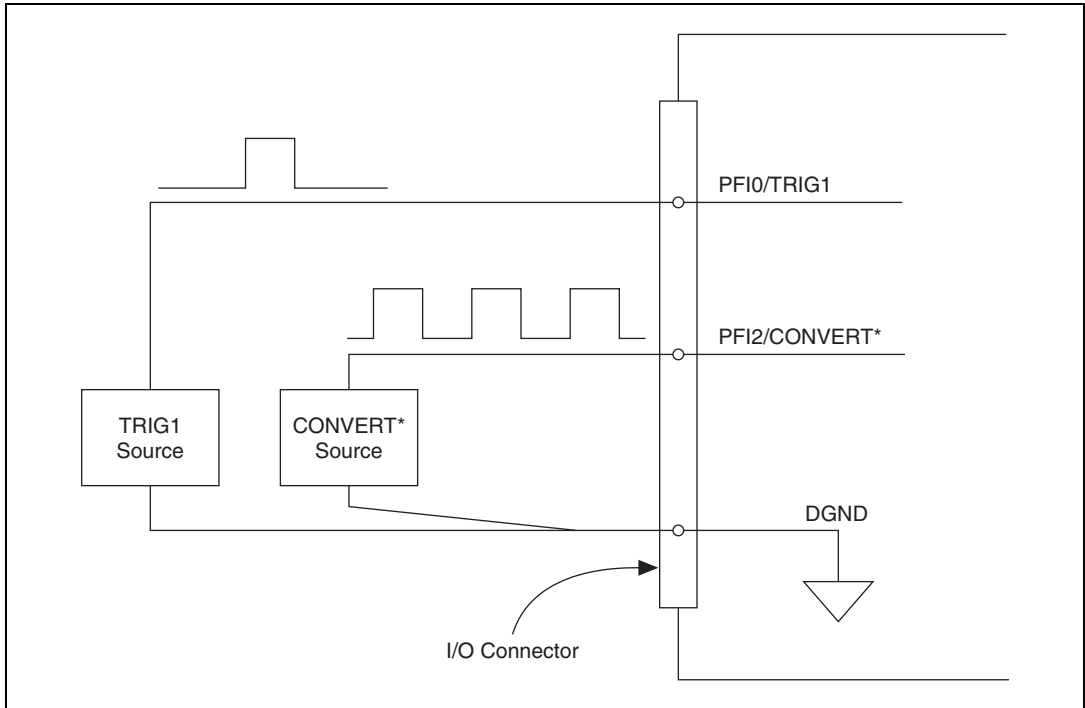 PFI0/TRIG1
PFI2/CONVERT*
TRIG1
Source
CONVERT*
Source
DGND
I/O Connector